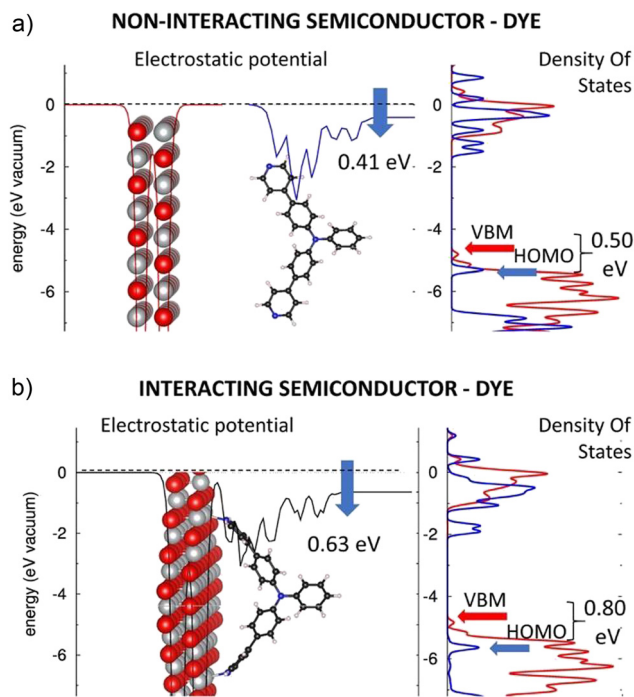 a)
NON-INTERACTING SEMICONDUCTOR - DYE
Electrostatic potential
Density Of
States
energy (eV vacuum)
0
-2
-4
-6
0.41 eV
0
-2
-4
-6
VBM
HOMO
0.50
eV
b)
INTERACTING SEMICONDUCTOR - DYE
Electrostatic potential
Density Of
States
energy (eV vacuum)
0
-2
-4
-6
0.63 eV
0
-2
-4
-6
VBM
HOMO
0.80
eV